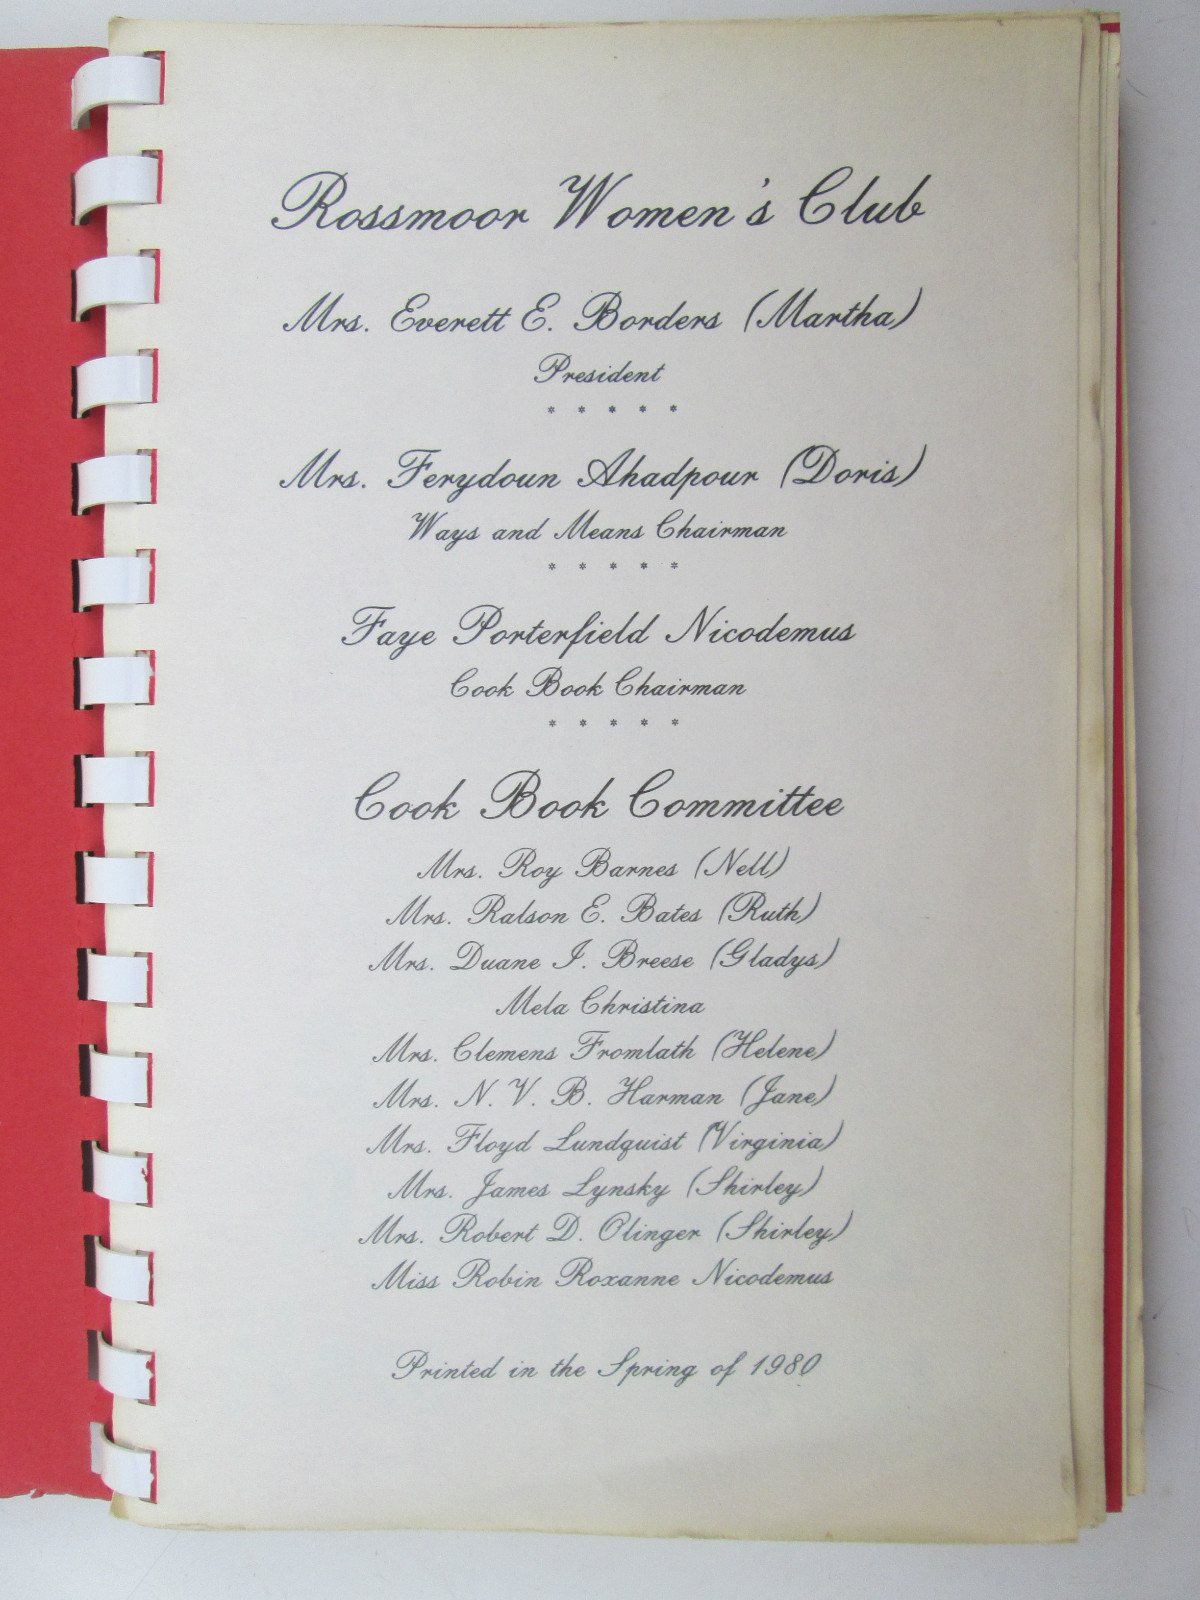 Rossmoor Women's Club
Mrs. Everett E. Borders (Martha)
President
* * * * *
Mrs. Ferydoun Ahadpour (Doris)
Ways and Means Chairman
* * * * *
Faye Porterfield Nicodemus
Cook Book Chairman
* * * * *
Cook Book Committee
Mrs. Roy Barnes (Nell)
Mrs. Ralson E. Bates (Ruth)
Mrs. Duane I. Breese (Gladys)
Mela Christina
Mrs. Clemens Fromlath (Helene)
Mrs. N. V. B. Harman (Jane)
Mrs. Floyd Lundquist (Virginia)
Mrs. James Lynsky (Shirley)
Mrs. Robert D. Olinger (Shirley)
Miss Robin Roxanne Nicodemus
Printed in the Spring of 1980